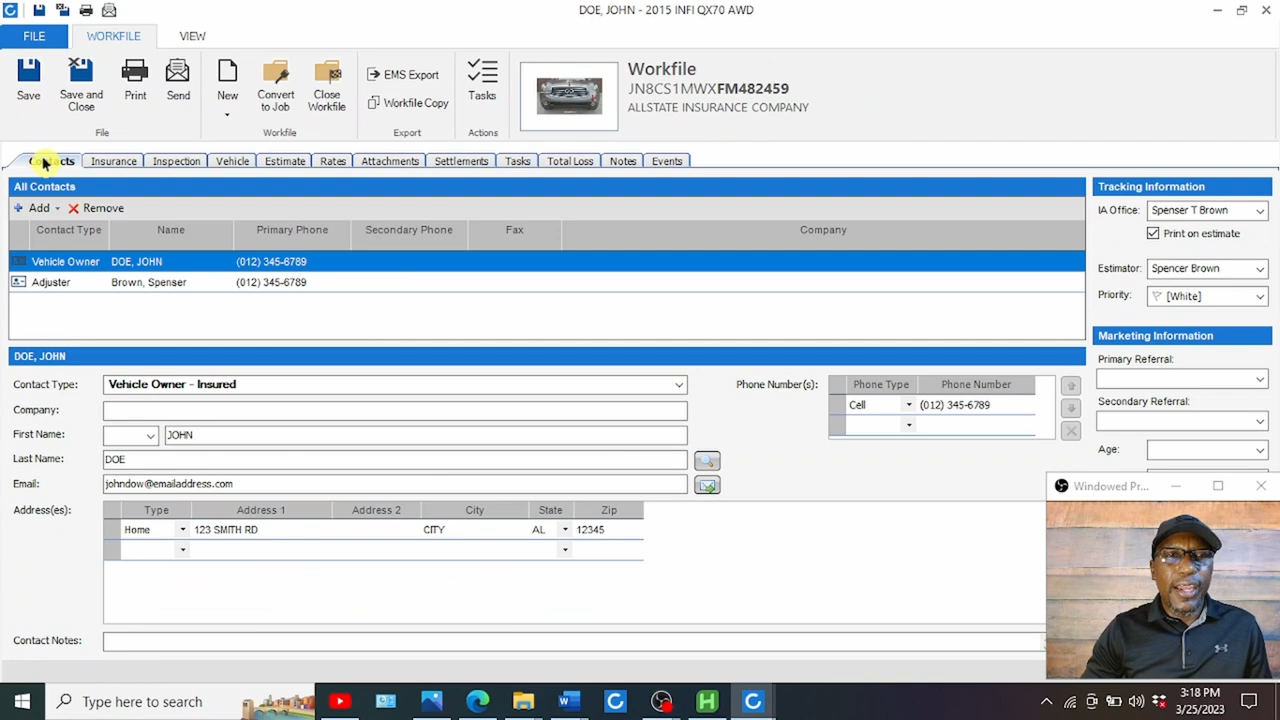 DOE, JOHN - 2015 INFI QX70 AWD
FILE WORKFILE VIEW
Save Save and Close Print Send New Convert to Job Close Workfile EMS Export Workfile Copy Tasks
File Workfile Export Actions
Workfile
JN8CS1MWXFM482459
ALLSTATE INSURANCE COMPANY
Contacts Insurance Inspection Vehicle Estimate Rates Attachments Settlements Tasks Total Loss Notes Events
All Contacts
Add Remove
Contact Type Name Primary Phone Secondary Phone Fax Company
Vehicle Owner DOE, JOHN (012) 345-6789
Adjuster Brown, Spenser (012) 345-6789
Tracking Information
IA Office: Spenser T Brown
Print on estimate
Estimator: Spencer Brown
Priority: [White]
Marketing Information
Primary Referral:
Secondary Referral:
Age:
DOE, JOHN
Contact Type: Vehicle Owner - Insured
Company:
First Name: JOHN
Last Name: DOE
Email: johndow@emailaddress.com
Phone Number(s): Phone Type Phone Number
Cell (012) 345-6789
Address(es): Type Address 1 Address 2 City State Zip
Home 123 SMITH RD CITY AL 12345
Contact Notes:
Windowed Pr...
Type here to search
3:18 PM
3/25/2023